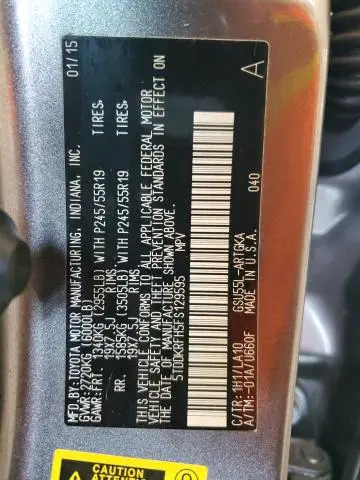 MFD BY:TOYOTA MOTOR MANUFACTURING, INDIANA, INC.
01/15
GVWR 2720KG (6000LB)
GAWR:FRT. 1340KG (2955LB) WITH P245/55R19 TIRES,
19X7.5J RIMS,
RR. 1585KG (3505LB) WITH P245/55R19 TIRES,
19X7.5J RIMS,
THIS VEHICLE CONFORMS TO ALL APPLICABLE FEDERAL MOTOR
VEHICLE SAFETY AND THEFT PREVENTION STANDARDS IN EFFECT ON
THE DATE OF MANUFACTURE SHOWN ABOVE.
5TDDKRFH5FS129595 MPV
A
040
C/TR:1H1/LA10 GSU55L-ARTGKA
A/TM:-01A/U660F MADE IN U.S.A.
CAUTION